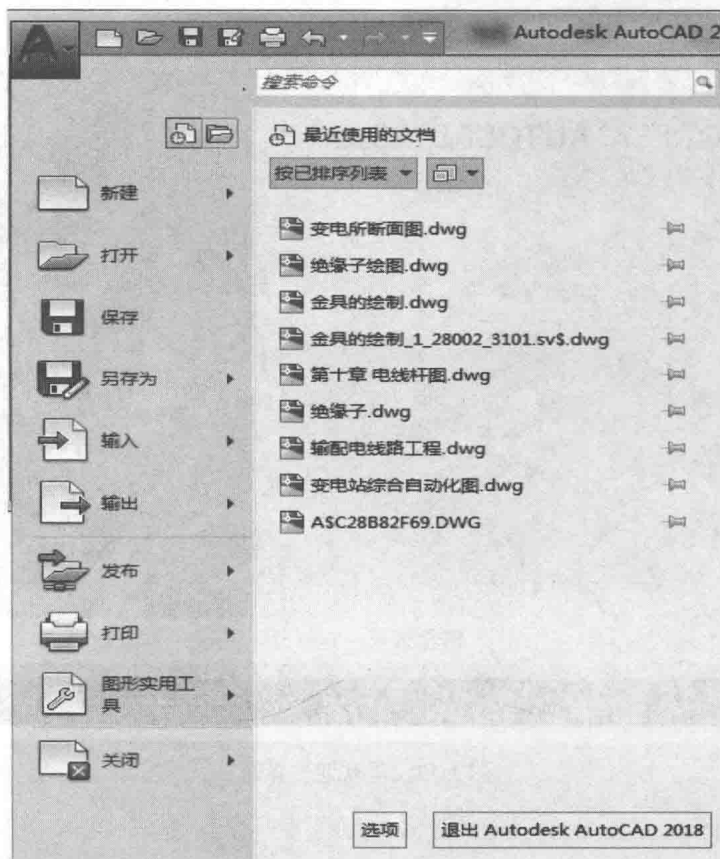 Autodesk AutoCAD 2
搜索命令
最近使用的文档
按已排序列表
新建
打开
保存
另存为
输入
输出
发布
打印
图形实用工
具
关闭
变电所断面图.dwg
绝缘子绘图.dwg
金具的绘制.dwg
金具的绘制_1_28002_3101.sv$.dwg
第十章 电线杆图.dwg
绝缘子.dwg
输配电线路工程.dwg
变电站综合自动化图.dwg
A$C28B82F69.DWG
选项
退出 Autodesk AutoCAD 2018